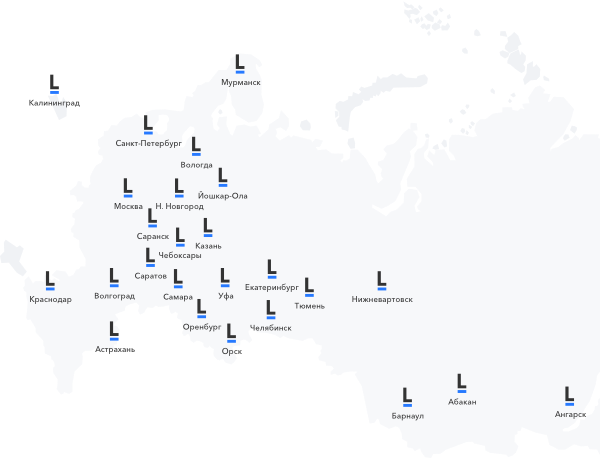 L
Мурманск
L
Калининград
L
Санкт-Петербург
L
Вологда
L
Йошкар-Ола
L
Москва
L
Н. Новгород
L
Саранск
L
Казань
L
Чебоксары
L
Саратов
L
Краснодар
L
Волгоград
L
Самара
L
Уфа
L
Екатеринбург
L
Тюмень
L
Нижневартовск
L
Оренбург
L
Челябинск
L
Астрахань
L
Орск
L
Барнаул
L
Абакан
L
Ангарск